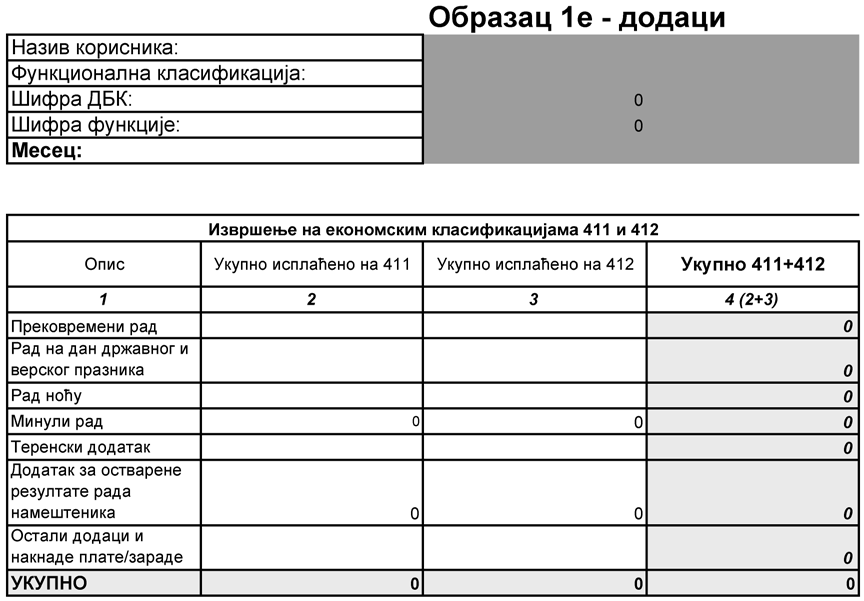 Образац 1е - додаци
Назив корисника:
Функционална класификација:
Шифра ДБК: 0
Шифра функције: 0
Месец:
Извршење на економским класификацијама 411 и 412
Опис Укупно исплаћено на 411 Укупно исплаћено на 412 Укупно 411+412
1 2 3 4 (2+3)
Прековремени рад 0
Рад на дан државног и
верског празника 0
Рад ноћу 0
Минули рад 0 0 0
Теренски додатак 0
Додатак за остварене
резултате рада
намештеника 0 0 0
Остали додаци и
накнаде плате/зараде 0
УКУПНО 0 0 0